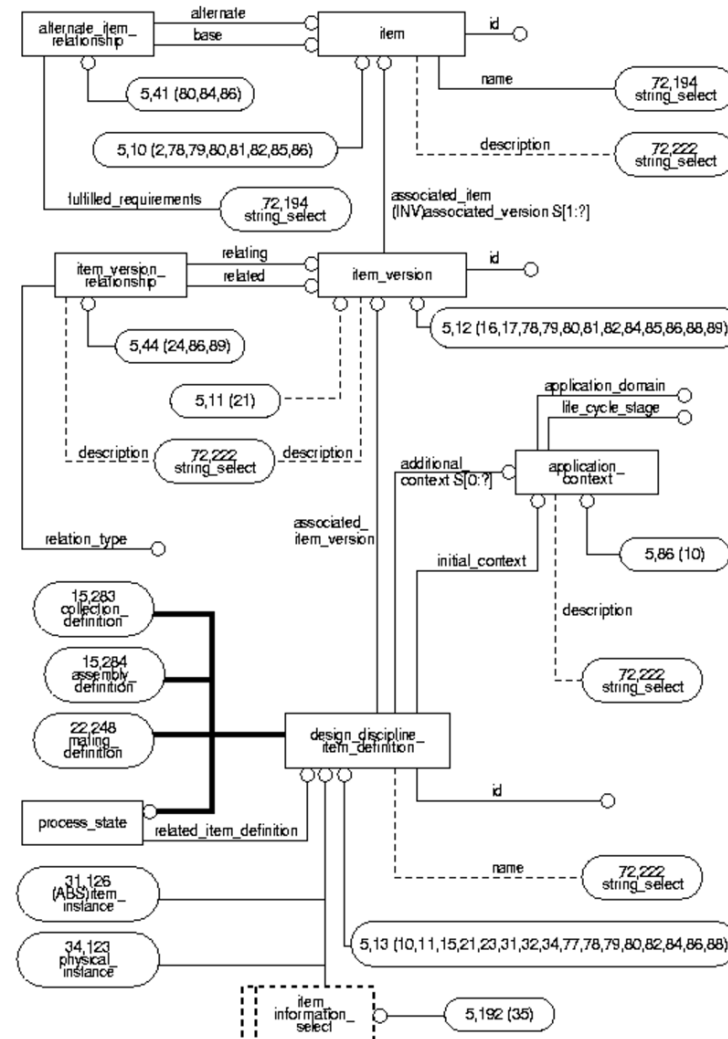 alternate_item_
relationship
alternate
base
item
id
name
72,194
string_select
5,41 (80,84,86)
5,10 (2,78,79,80,81,82,85,86)
description
72,222
string_select
fulfilled_requirements
72,194
string_select
associated_item
(INV)associated_version S[1:?]
item_version_
relationship
relating
related
item_version
id
5,44 (24,86,89)
5,12 (16,17,78,79,80,81,82,84,85,86,88,89)
5,11 (21)
application_domain
life_cycle_stage
description
72,222
string_select
description
additional_
context S[0:?]
application_
context
associated_
item_version
relation_type
initial_context
5,86 (10)
15,283
collection_
definition
description
15,284
assembly_
definition
72,222
string_select
22,248
mating_
definition
design_discipline_
item_definition
process_state
related_item_definition
id
name
72,222
string_select
31,126
(ABS)item_
instance
34,123
physical_
instance
5,13 (10,11,15,21,23,31,32,34,77,78,79,80,82,84,86,88)
item_
information_
select
5,192 (35)